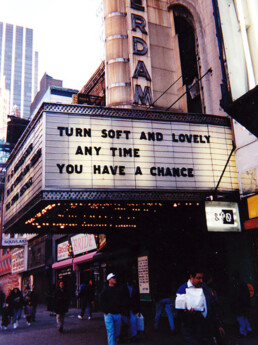 ERDAM
TURN SOFT AND LOVELY
ANY TIME
YOU HAVE A CHANCE